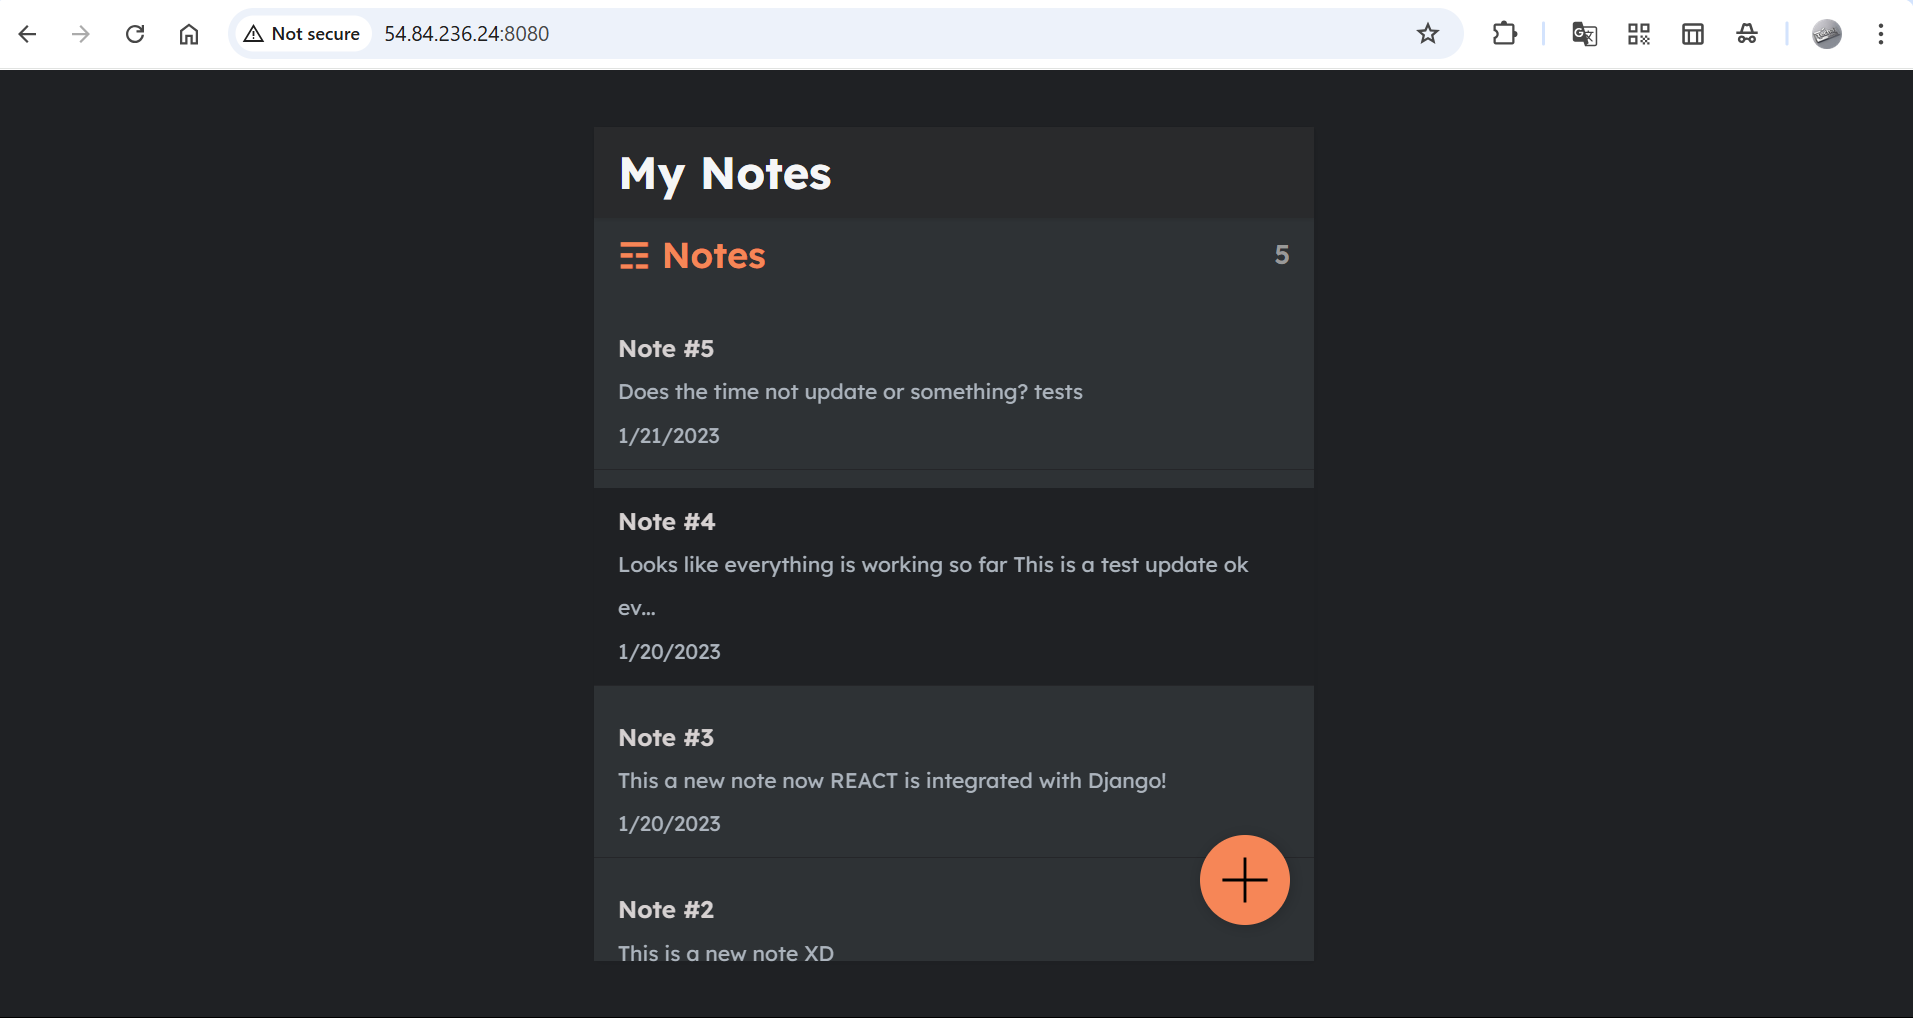 Not secure
54.84.236.24:8080
My Notes
Notes
5
Note #5
Does the time not update or something? tests
1/21/2023
Note #4
Looks like everything is working so far This is a test update ok
ev...
1/20/2023
Note #3
This a new note now REACT is integrated with Django!
1/20/2023
Note #2
This is a new note XD